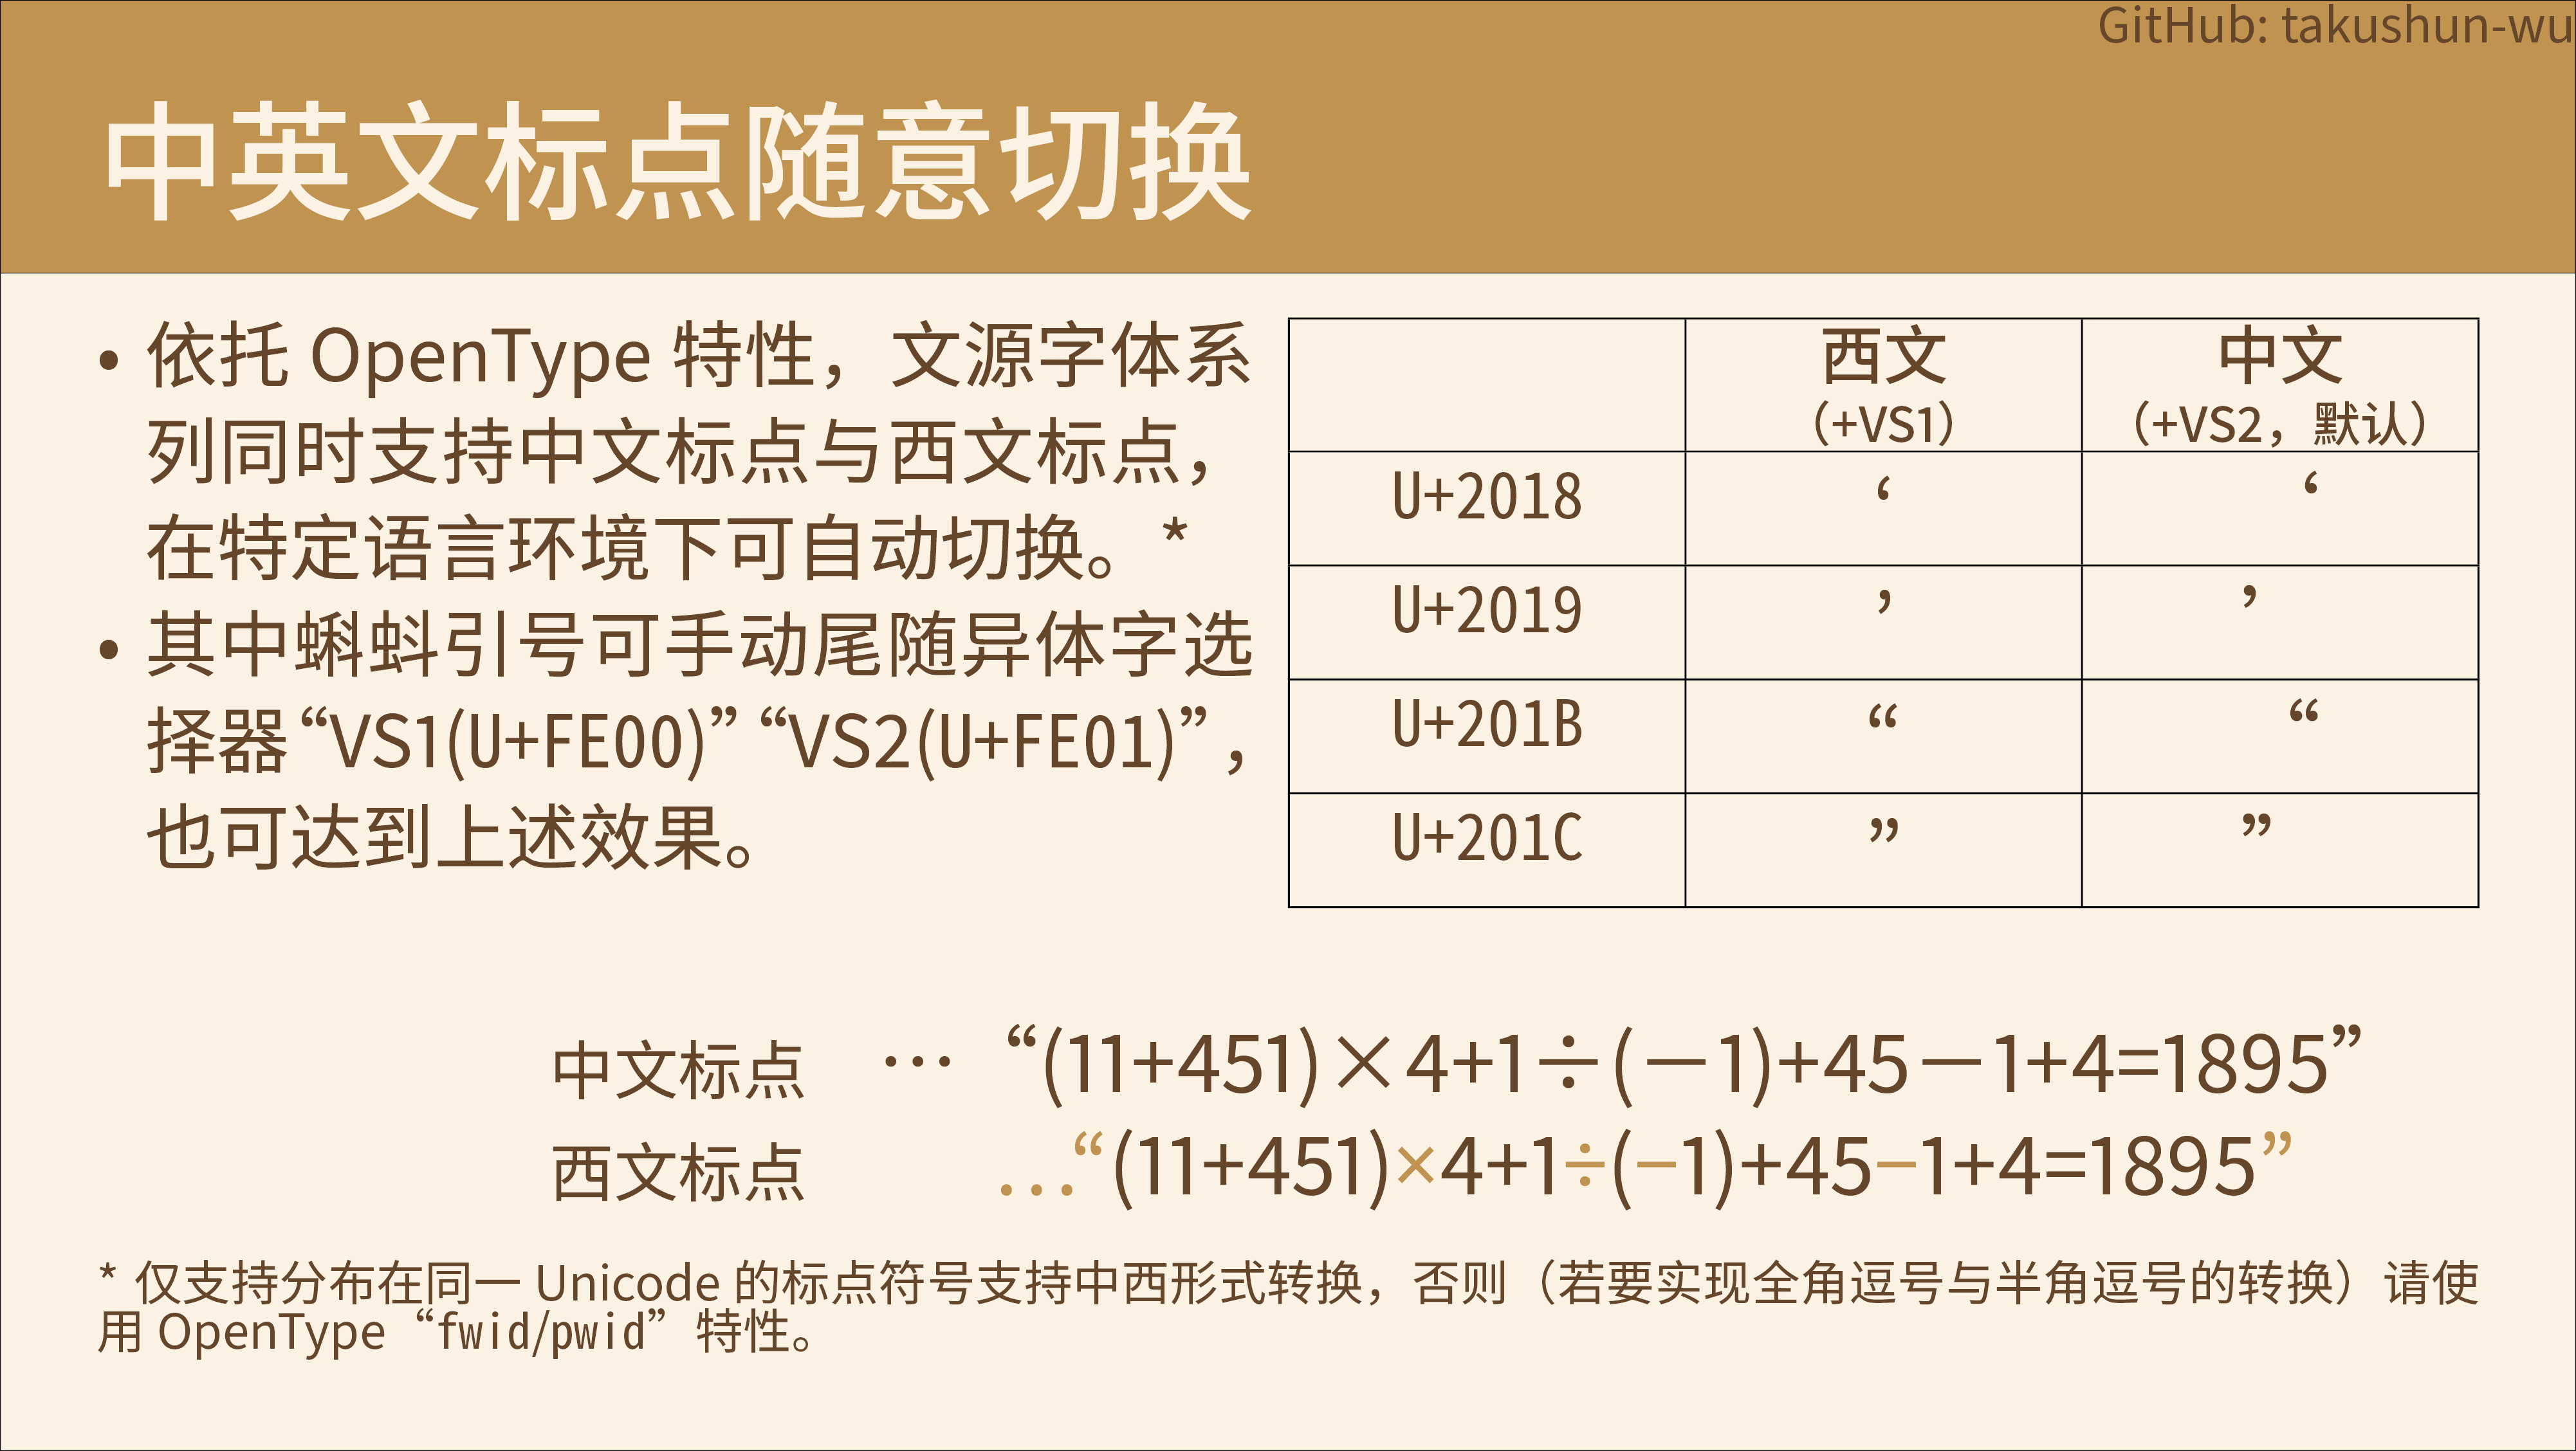 GitHub: takushun-wu
中英文标点随意切换
• 依托 OpenType 特性，文源字体系
列同时支持中文标点与西文标点，
在特定语言环境下可自动切换。*
• 其中蝌蚪引号可手动尾随异体字选
择器“VS1(U+FE00)”“VS2(U+FE01)”，
也可达到上述效果。
西文 中文
（+VS1） （+VS2，默认）
U+2018 ‘ ‘
U+2019 ’ ’
U+201B “ “
U+201C ” ”
中文标点 …“(11+451)×4+1÷(−1)+45−1+4=1895”
西文标点 …“(11+451)×4+1÷(−1)+45−1+4=1895”
* 仅支持分布在同一 Unicode 的标点符号支持中西形式转换，否则（若要实现全角逗号与半角逗号的转换）请使
用 OpenType“fwid/pwid”特性。